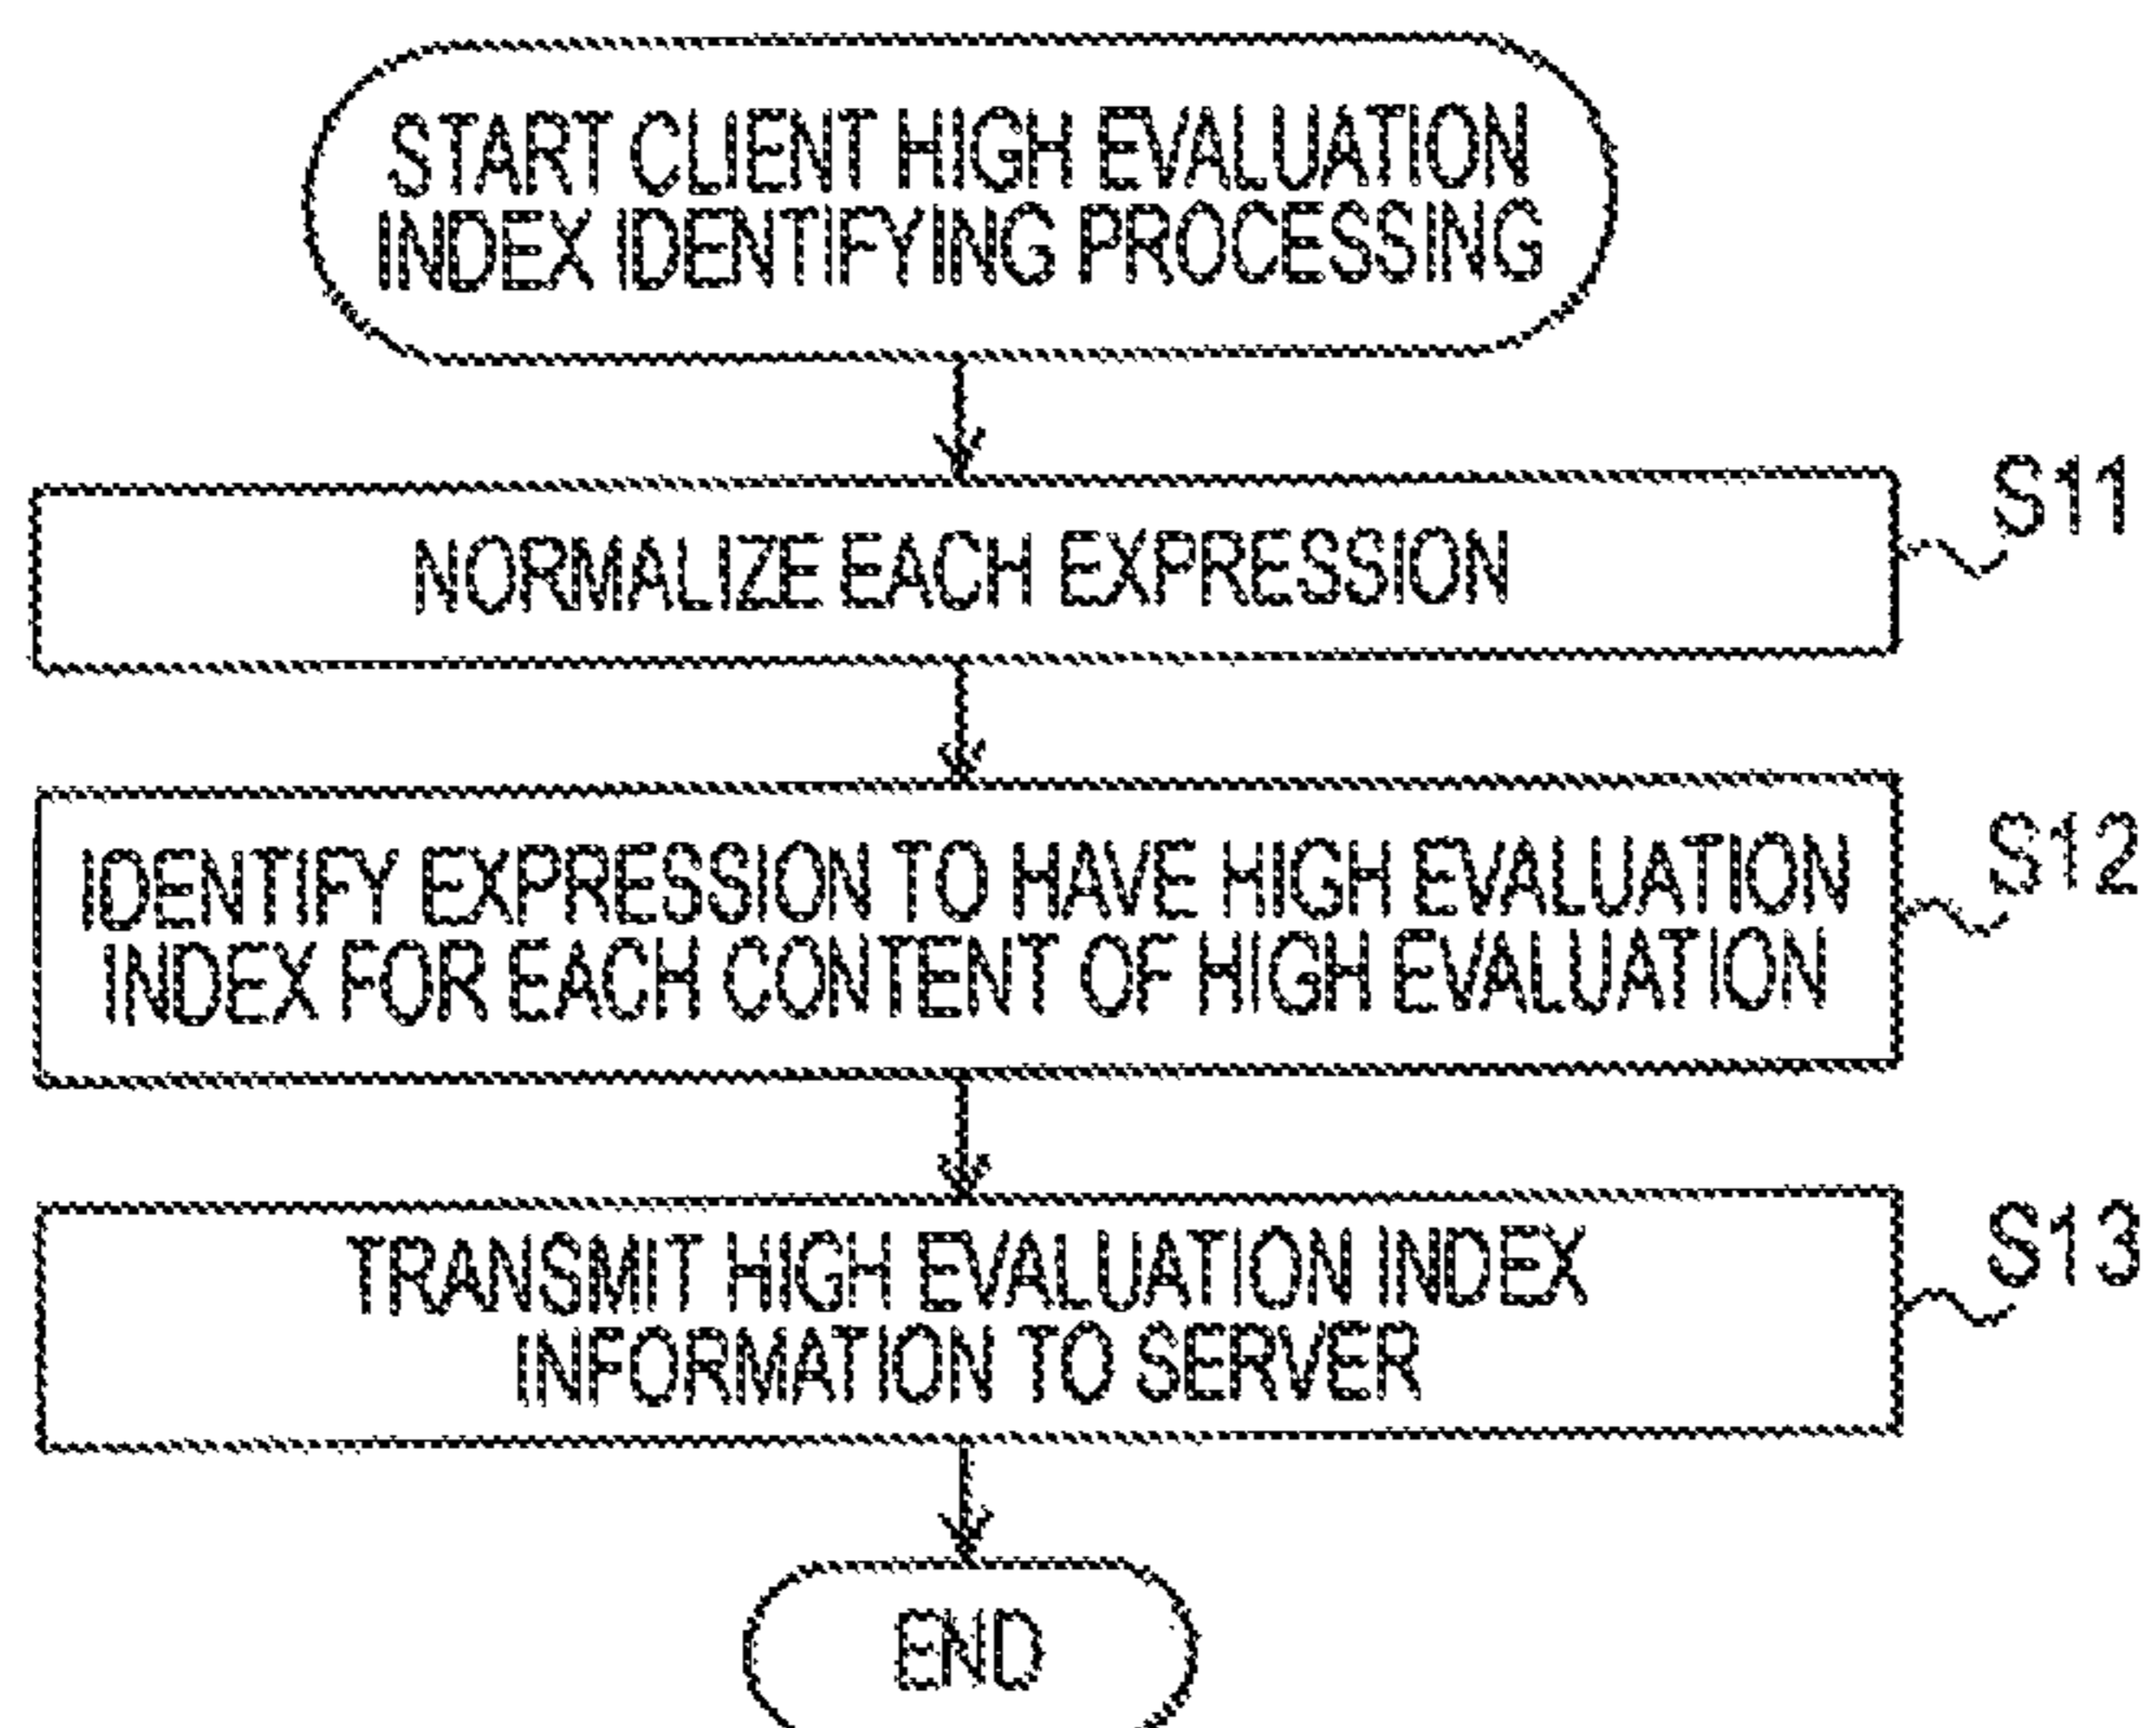 START CLIENT HIGH EVALUATION
INDEX IDENTIFYING PROCESSING
NORMALIZE EACH EXPRESSION
S11
IDENTIFY EXPRESSION TO HAVE HIGH EVALUATION
INDEX FOR EACH CONTENT OF HIGH EVALUATION
S12
TRANSMIT HIGH EVALUATION INDEX
INFORMATION TO SERVER
S13
END